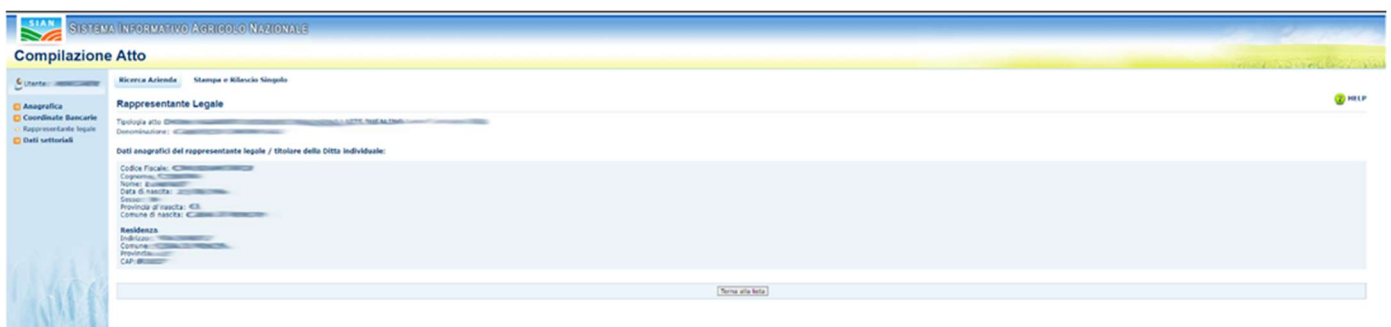 SIAN
SISTEMA INFORMATIVO AGRICOLO NAZIONALE
Compilazione Atto
Utente:
Ricerca Azienda Stampa e Rilascio Singolo
Anagrafica
Coordinate Bancarie
Rappresentante legale
Dati settoriali
Rappresentante Legale
HELP
Tipologia atto
Denominazione:
Dati anagrafici del rappresentante legale / titolare della Ditta individuale:
Codice Fiscale:
Cognome:
Nome:
Data di nascita:
Sesso:
Provincia di nascita:
Comune di nascita:
Residenza
Indirizzo:
Comune:
Provincia:
CAP:
Torna alla lista